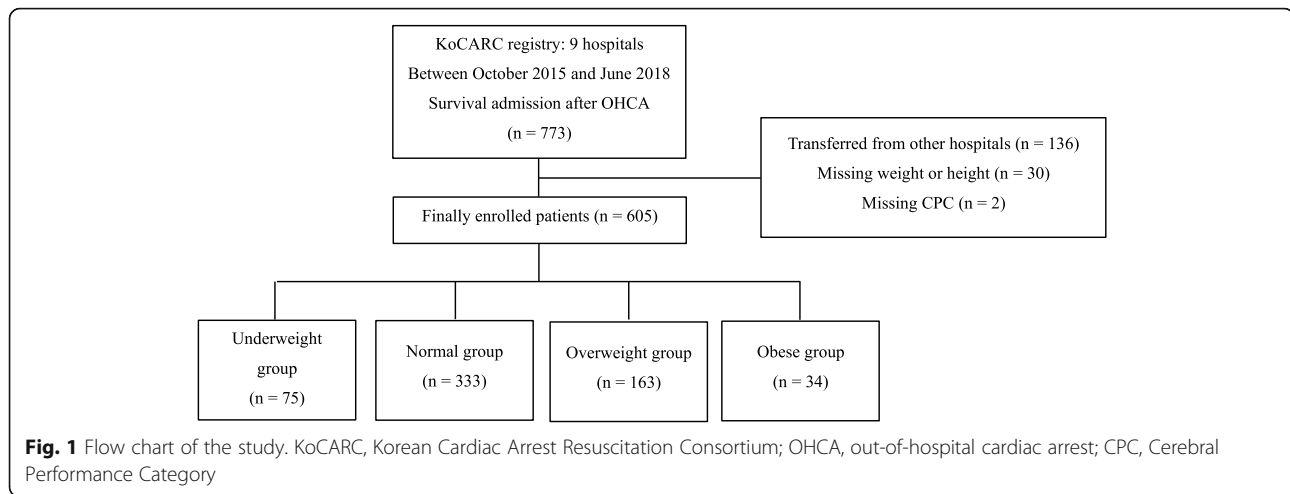 KoCARC registry: 9 hospitals
Between October 2015 and June 2018
Survival admission after OHCA
(n = 773)
Transferred from other hospitals (n = 136)
Missing weight or height (n = 30)
Missing CPC (n = 2)
Finally enrolled patients (n = 605)
Underweight
group
(n = 75)
Normal group
(n = 333)
Overweight group
(n = 163)
Obese group
(n = 34)
Fig. 1 Flow chart of the study. KoCARC, Korean Cardiac Arrest Resuscitation Consortium; OHCA, out-of-hospital cardiac arrest; CPC, Cerebral
Performance Category